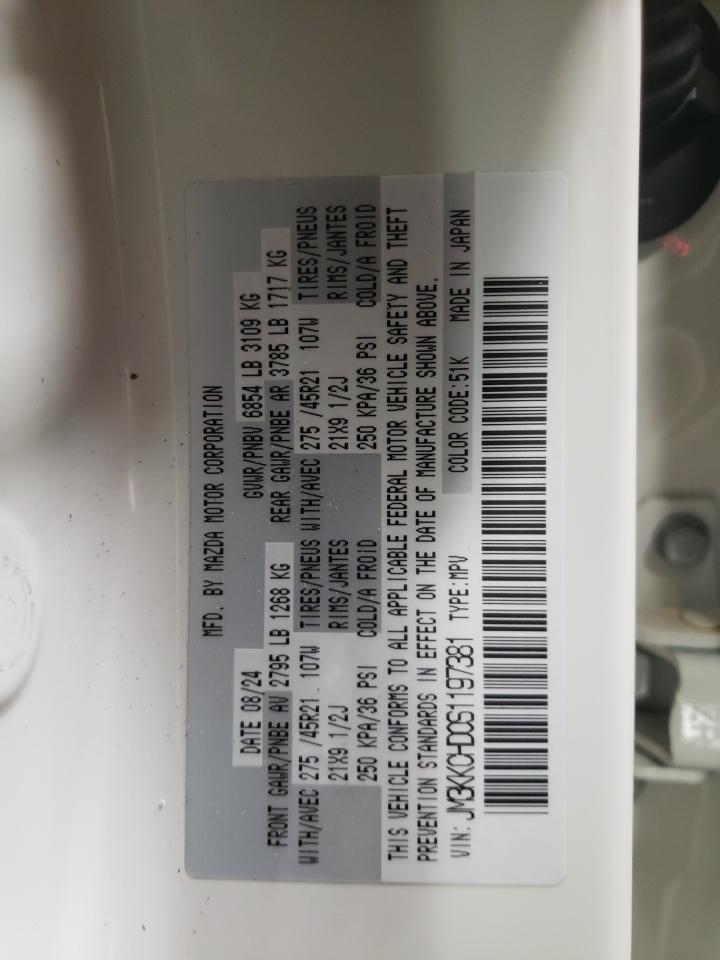 MFD. BY MAZDA MOTOR CORPORATION
DATE 08/24 GVWR/PNBV 6854 LB 3109 KG
FRONT GAWR/PNBE AV 2795 LB 1268 KG REAR GAWR/PNBE AR 3785 LB 1717 KG
WITH/AVEC 275 /45R21 107W TIRES/PNEUS WITH/AVEC 275 /45R21 107W TIRES/PNEUS
21X9 1/2J RIMS/JANTES 21X9 1/2J RIMS/JANTES
250 KPA/36 PSI COLD/A FROID 250 KPA/36 PSI COLD/A FROID
THIS VEHICLE CONFORMS TO ALL APPLICABLE FEDERAL MOTOR VEHICLE SAFETY AND THEFT
PREVENTION STANDARDS IN EFFECT ON THE DATE OF MANUFACTURE SHOWN ABOVE.
VIN: JM3KKCHD0S1197381 TYPE:MPV COLOR CODE:51K MADE IN JAPAN